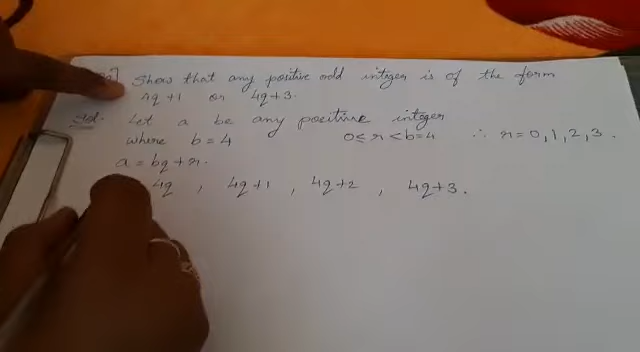 Show that any positive odd integer is of the form
4q+1 or 4q+3.
Sol. Let a be any positive integer
where b=4 0≤r<b=4 ∴ r=0,1,2,3.
a=bq+r.
4q , 4q+1 , 4q+2 , 4q+3.